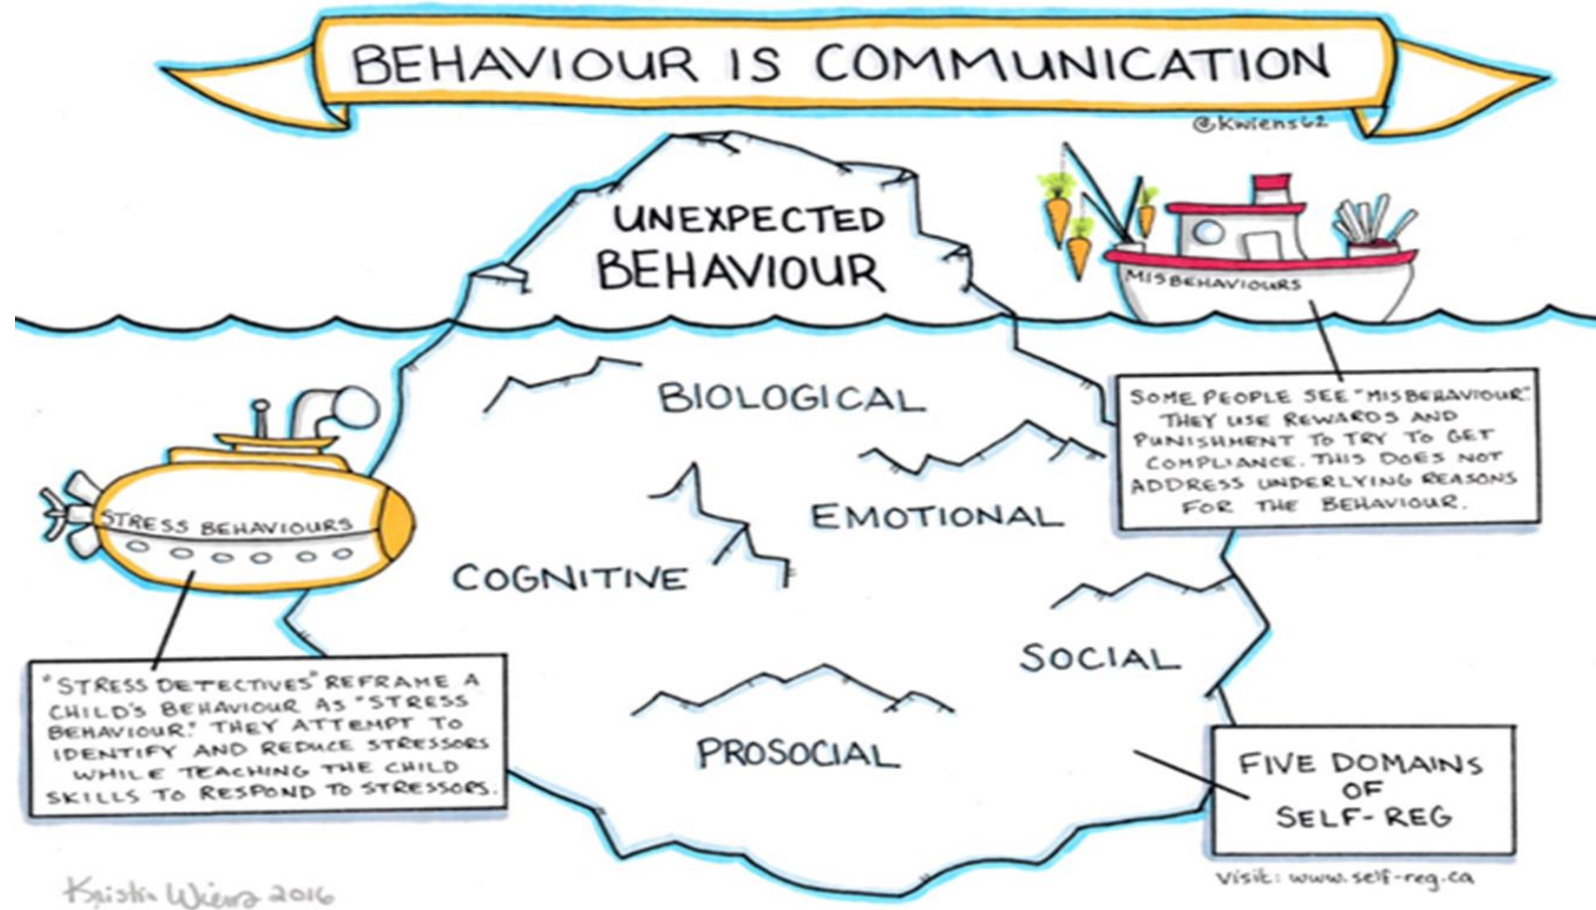 BEHAVIOUR IS COMMUNICATION
@kwiens62
UNEXPECTED
BEHAVIOUR
MISBEHAVIOURS
BIOLOGICAL
SOME PEOPLE SEE "MISBEHAVIOUR".
THEY USE REWARDS AND
PUNISHMENT TO TRY TO GET
COMPLIANCE. THIS DOES NOT
ADDRESS UNDERLYING REASONS
FOR THE BEHAVIOUR.
EMOTIONAL
STRESS BEHAVIOURS
COGNITIVE
SOCIAL
"STRESS DETECTIVES" REFRAME A
CHILD'S BEHAVIOUR AS "STRESS
BEHAVIOUR." THEY ATTEMPT TO
IDENTIFY AND REDUCE STRESSORS
WHILE TEACHING THE CHILD
SKILLS TO RESPOND TO STRESSORS.
PROSOCIAL
FIVE DOMAINS
OF
SELF-REG
Visit: www.self-reg.ca
Kristin Wiens 2016